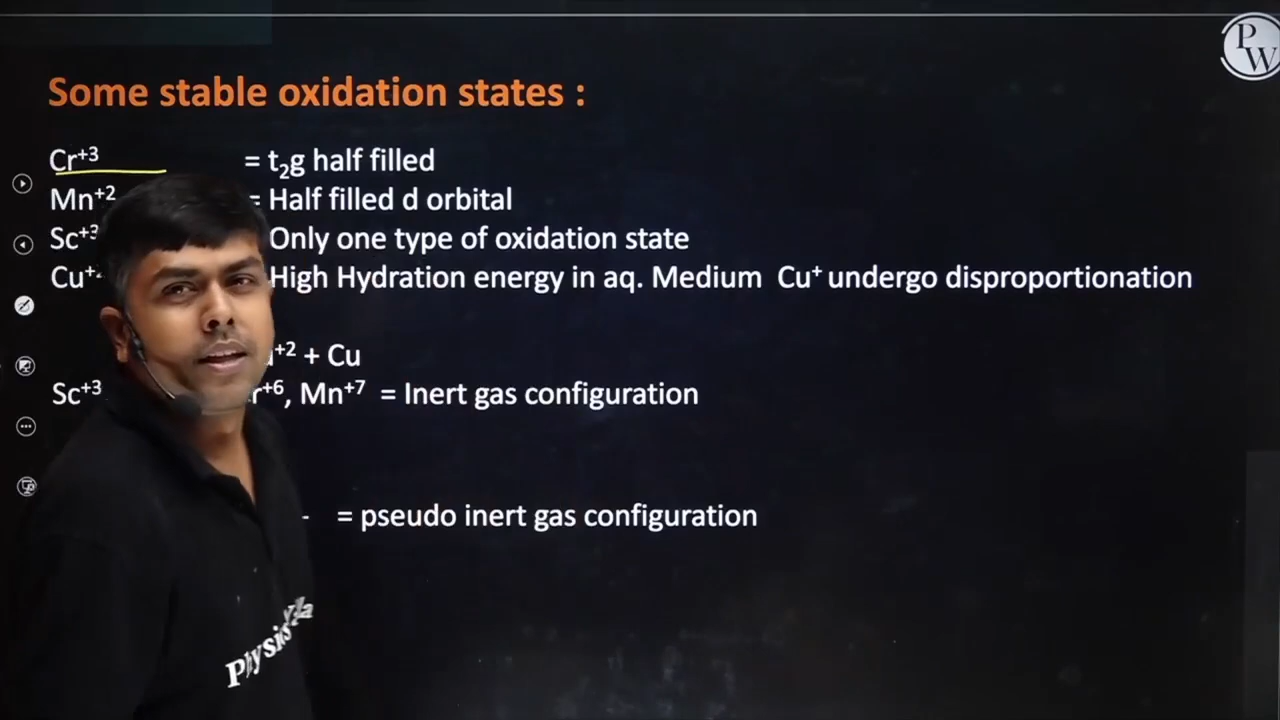 P
W
Some stable oxidation states :
Cr⁺³ = t₂g half filled
Mn⁺² = Half filled d orbital
Sc⁺³ Only one type of oxidation state
High Hydration energy in aq. Medium Cu⁺ undergo disproportionation
⁺² + Cu
Sc⁺³ r⁺⁶, Mn⁺⁷ = Inert gas configuration
- = pseudo inert gas configuration